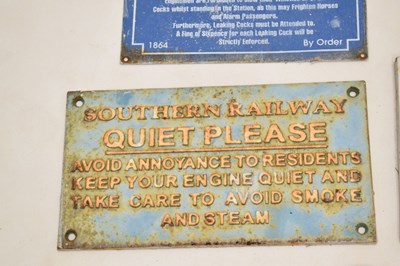 Cocks whilst standing in the Station, as this may Frighten Horses
and Alarm Passengers.
Furthermore, Leaking Cocks must be Attended to.
A Fine of Sixpence for each Leaking Cock will be
Strictly Enforced.
1864 By Order
SOUTHERN RAILWAY
QUIET PLEASE
AVOID ANNOYANCE TO RESIDENTS
KEEP YOUR ENGINE QUIET AND
TAKE CARE TO AVOID SMOKE
AND STEAM